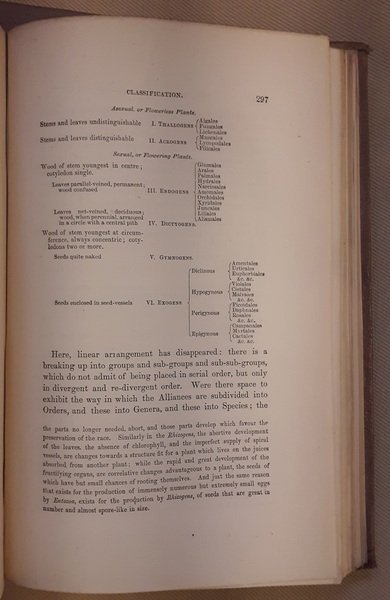 CLASSIFICATION.
297
Asexual, or Flowerless Plants.
Stems and leaves undistinguishable
I. THALLOGENS
Algales
Fungales
Lichenales
Stems and leaves distinguishable
II. ACROGENS
Muscales
Lycopodales
Filicales
Sexual, or Flowering Plants.
Wood of stem youngest in centre;
cotyledon single.
Leaves parallel-veined, permanent;
wood confused
III. ENDOGENS
Glumales
Arales
Palmales
Hydrales
Narcissales
Amomales
Orchidales
Xyridales
Juncales
Liliales
Alismales
Leaves net-veined, deciduous;
wood, when perennial, arranged
in a circle with a central pith
IV. DICTYOGENS.
Wood of stem youngest at circum-
ference, always concentric; coty-
ledons two or more.
Seeds quite naked
V. GYMNOGENS.
Seeds enclosed in seed-vessels
VI. EXOGENS
Diclinous
Amentales
Urticales
Euphorbiales
&c. &c.
Hypogynous
Violales
Cistales
Malvales
&c. &c.
Perigynous
Ficoidales
Daphnales
Rosales
&c. &c.
Epigynous
Campanales
Myrtales
Cactales
&c. &c.
Here, linear arrangement has disappeared: there is a
breaking up into groups and sub-groups and sub-sub-groups,
which do not admit of being placed in serial order, but only
in divergent and re-divergent order. Were there space to
exhibit the way in which the Alliances are subdivided into
Orders, and these into Genera, and these into Species; the
the parts no longer needed, abort, and those parts develop which favour the
preservation of the race. Similarly in the Rhizogens, the abortive development
of the leaves, the absence of chlorophyll, and the imperfect supply of spiral
vessels, are changes towards a structure fit for a plant which lives on the juices
absorbed from another plant; while the rapid and great development of the
fructifying organs, are correlative changes advantageous to a plant, the seeds of
which have but small chances of rooting themselves. And just the same reason
that exists for the production of immensely numerous but extremely small eggs
by Entozoa, exists for the production by Rhizogens, of seeds that are great in
number and almost spore-like in size.